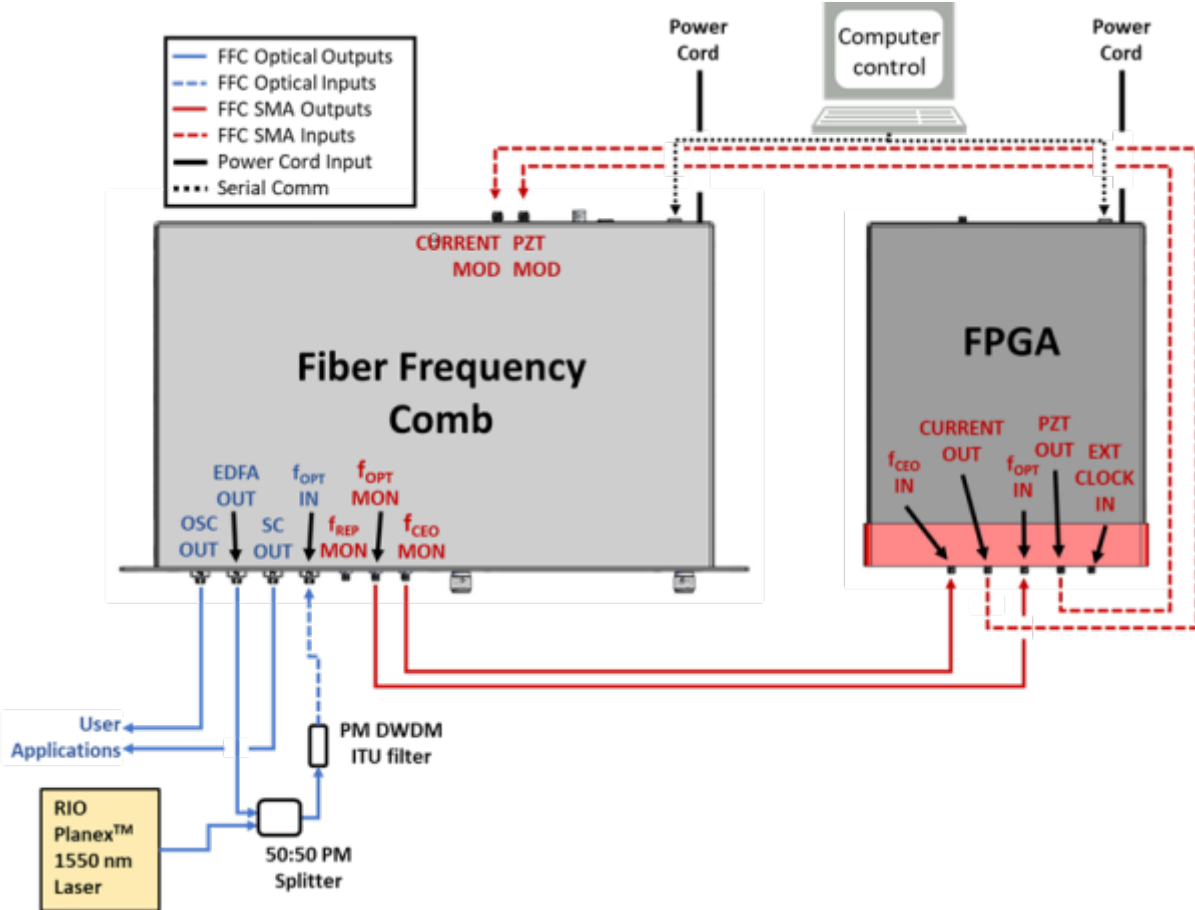 FFC Optical Outputs
FFC Optical Inputs
FFC SMA Outputs
FFC SMA Inputs
Power Cord Input
Serial Comm
Power
Cord
Computer
control
Power
Cord
CURRENT
MOD
PZT
MOD
Fiber Frequency
Comb
EDFA
OUT
fOPT
IN
fOPT
MON
OSC
OUT
SC
OUT
fREP
MON
fCEO
MON
FPGA
fCEO
IN
CURRENT
OUT
fOPT
IN
PZT
OUT
EXT
CLOCK
IN
User
Applications
PM DWDM
ITU filter
RIO
Planex™
1550 nm
Laser
50:50 PM
Splitter